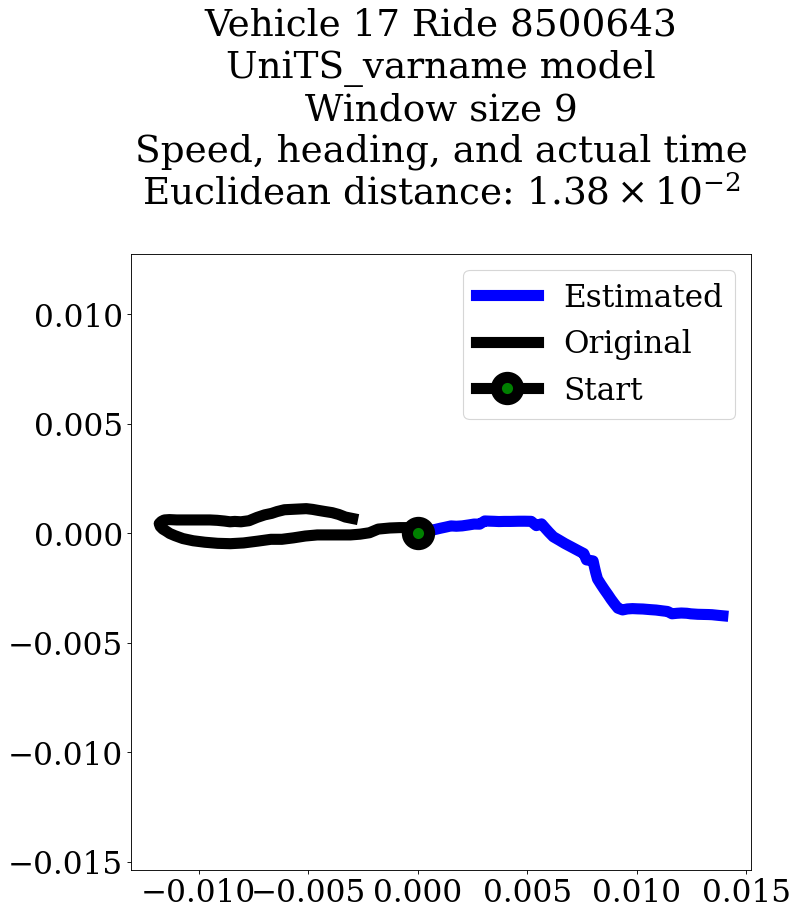 Vehicle 17 Ride 8500643
UniTS_varname model
Window size 9
Speed, heading, and actual time
Euclidean distance: 1.38 × 10⁻²
Estimated
Original
Start
0.010
0.005
0.000
−0.005
−0.010
−0.015
−0.010 −0.005 0.000 0.005 0.010 0.015